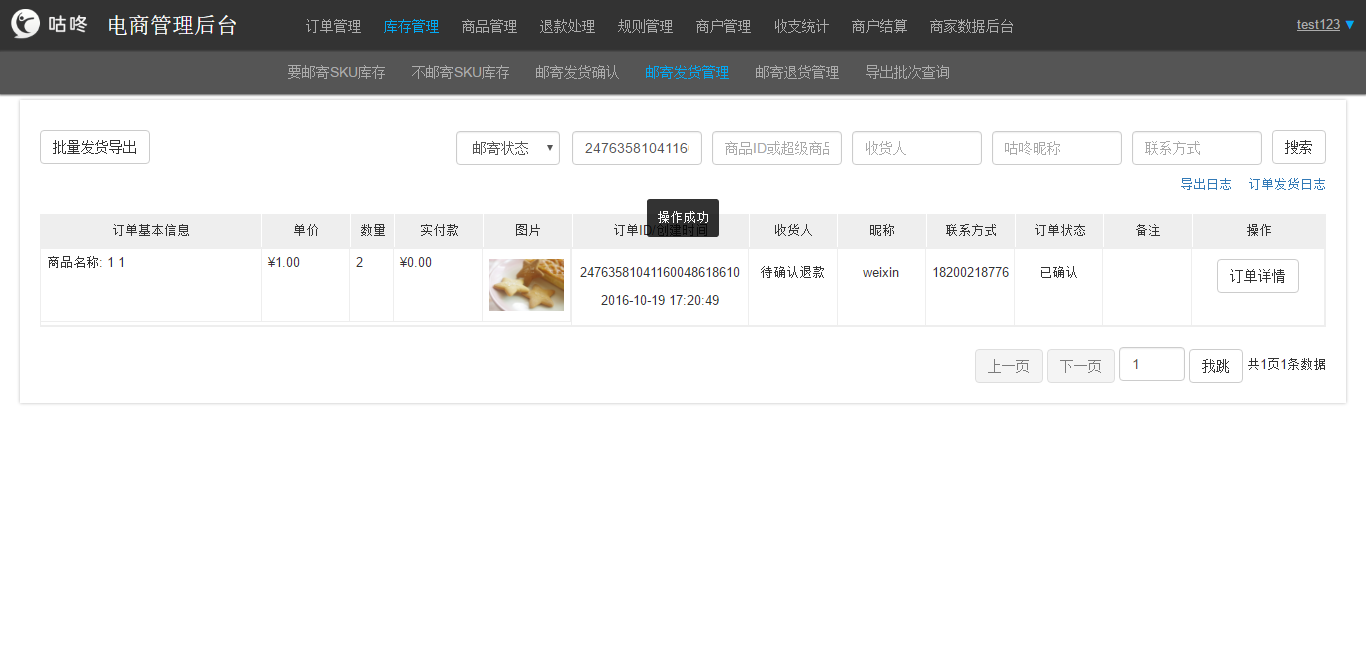 咕咚 电商管理后台 订单管理 库存管理 商品管理 退款处理 规则管理 商户管理 收支统计 商户结算 商家数据后台 test123
要邮寄SKU库存 不邮寄SKU库存 邮寄发货确认 邮寄发货管理 邮寄退货管理 导出批次查询
批量发货导出 邮寄状态 24763581041160 商品ID或超级商品 收货人 咕咚昵称 联系方式 搜索
导出日志 订单发货日志
操作成功
订单基本信息 单价 数量 实付款 图片 订单ID/创建时间 收货人 昵称 联系方式 订单状态 备注 操作
商品名称: 1 1 ¥1.00 2 ¥0.00 24763581041160048618610 待确认退款 weixin 18200218776 已确认 订单详情
2016-10-19 17:20:49
上一页 下一页 1 我跳 共1页1条数据